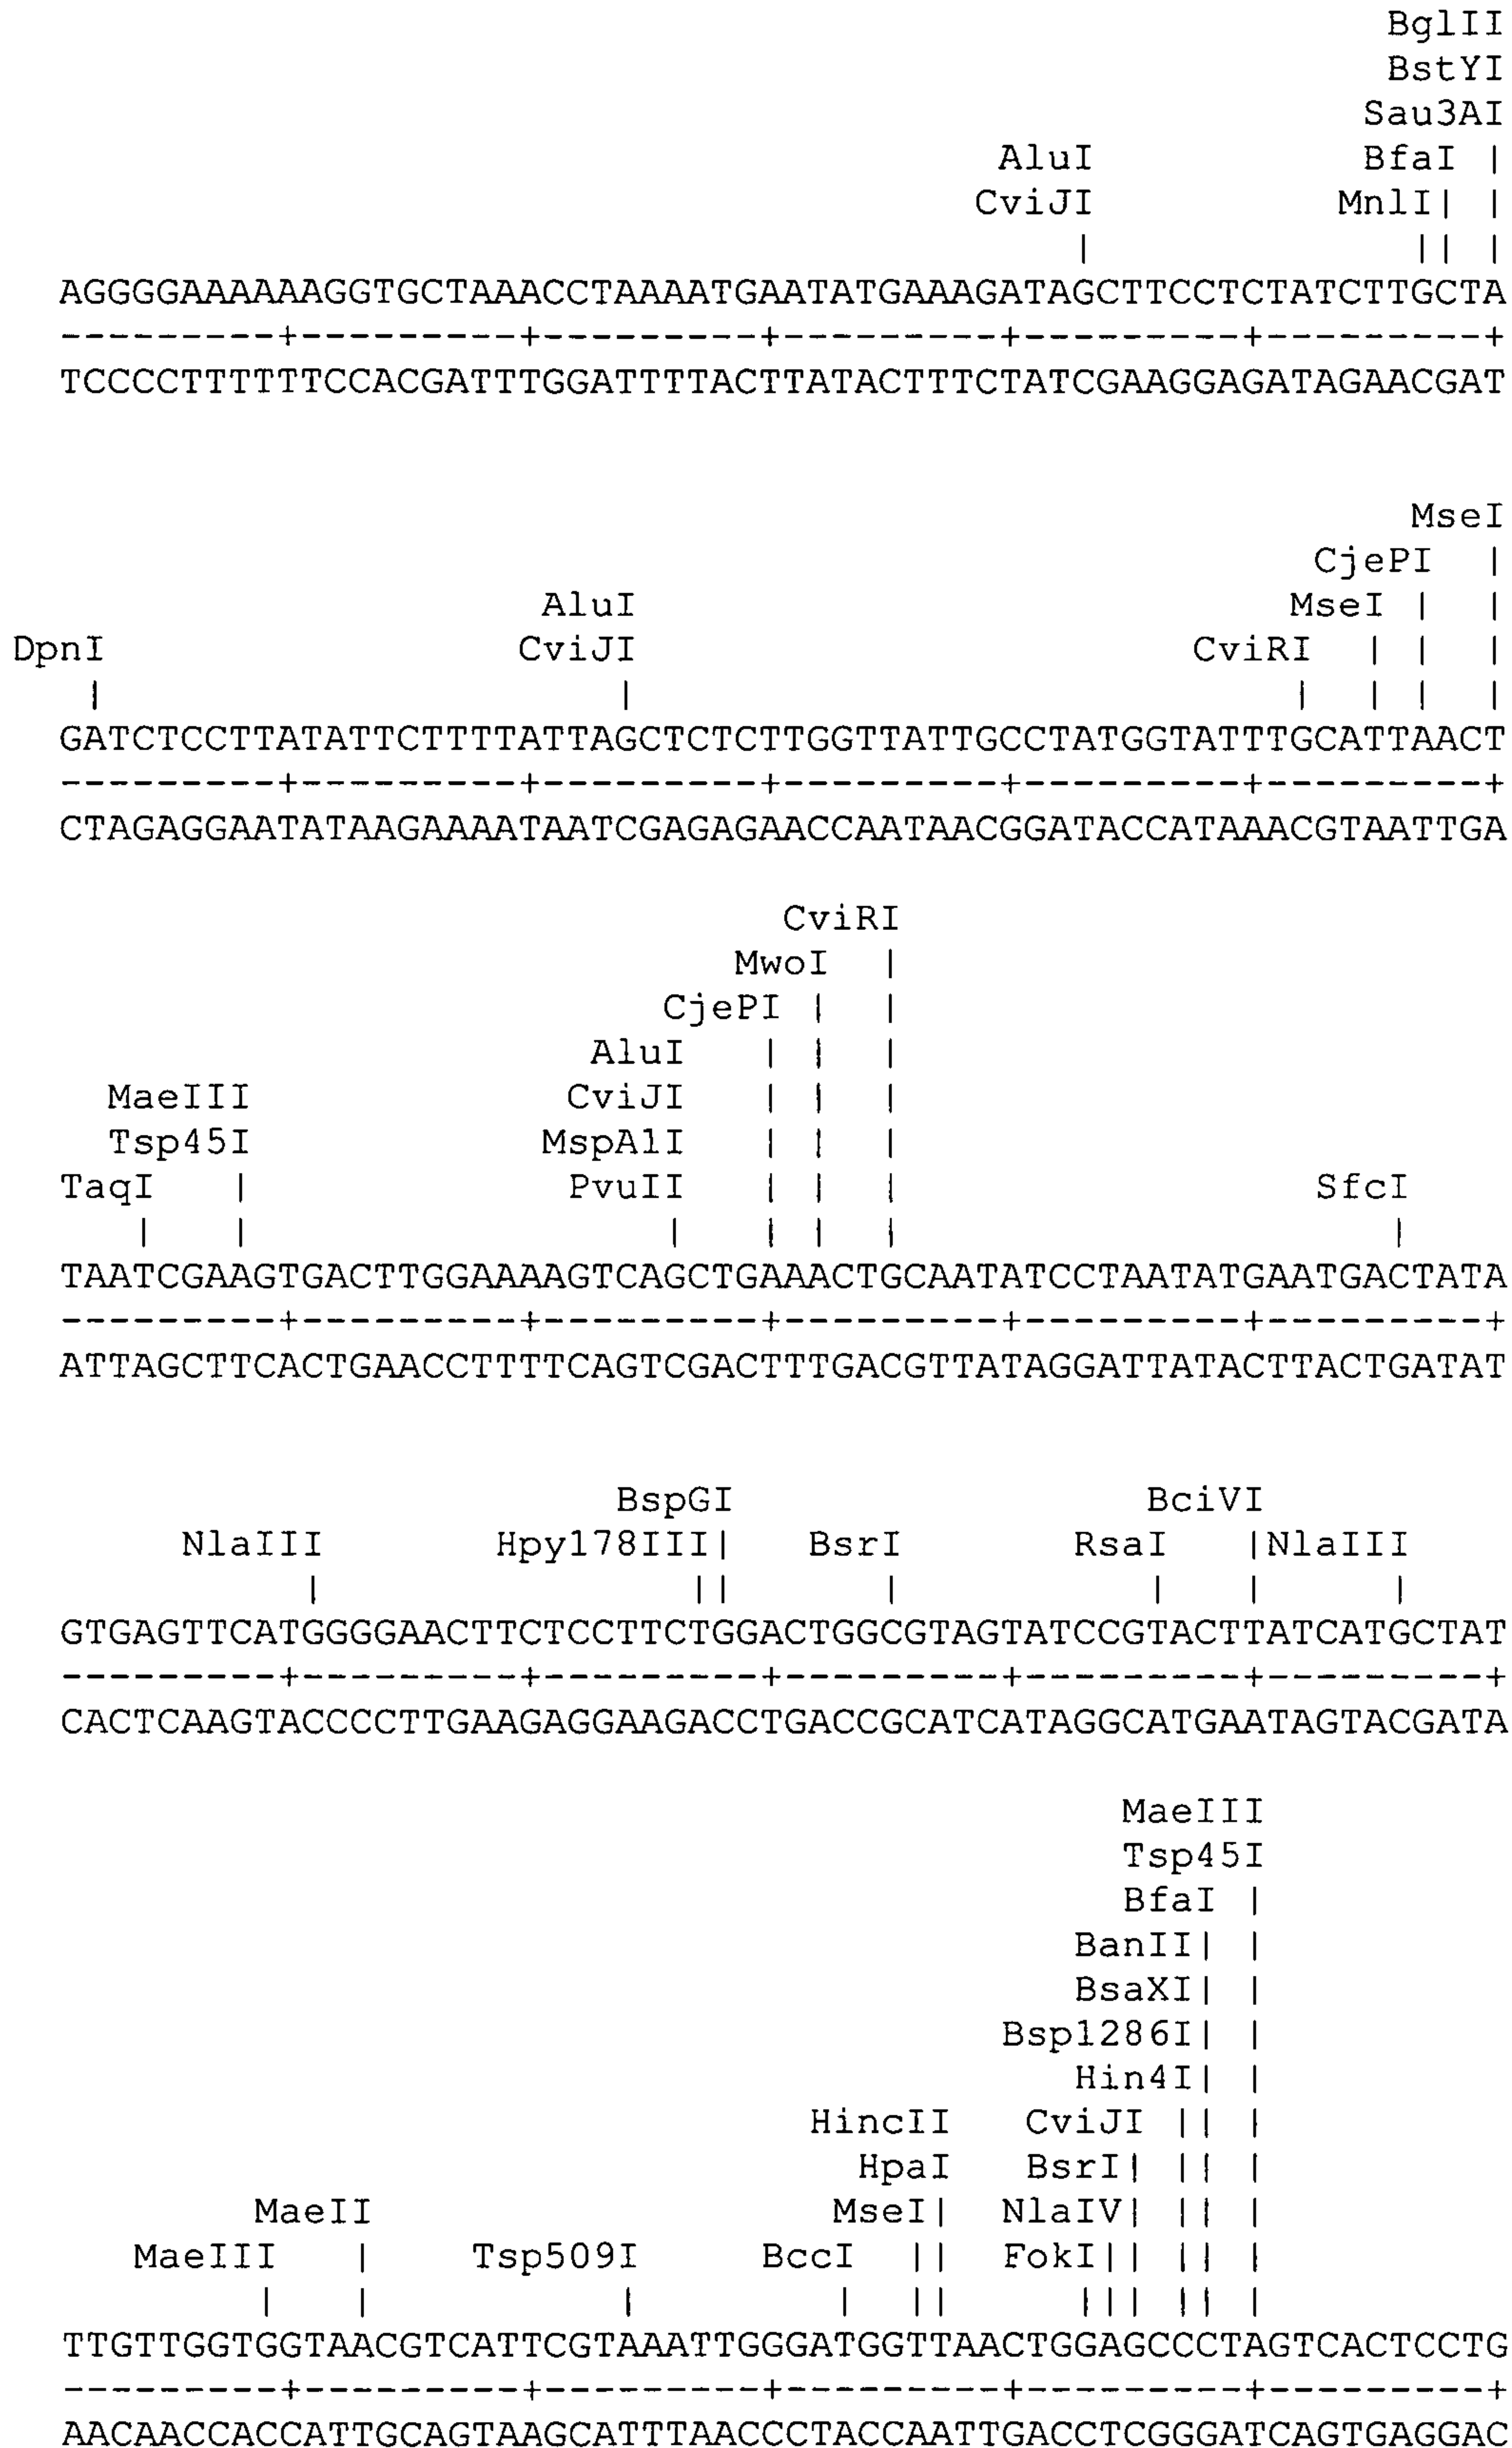 BglII
BstYI
Sau3AI
AluI BfaI |
CviJI MnlI| |
| || |
AGGGGAAAAAAAGGTGCTAAACCTAAAATGAATATGAAAGATAGCTTCCTCTATCTTGCTA
---------+---------+---------+---------+---------+---------+
TCCCCTTTTTTTCCACGATTTGGATTTTACTTATACTTTCTATCGAAGGAGATAGAACGAT
MseI
CjePI |
AluI MseI | |
DpnI CviJI CviRI | | |
| | | | | |
GATCTCCTTATATTCTTTTATTAGCTCTCTTGGTTATTGCCTATGGTATTTGCATTAACT
---------+---------+---------+---------+---------+---------+
CTAGAGGAATATAAGAAAATAATCGAGAGAACCAATAACGGATACCATAAACGTAATTGA
CviRI
MwoI |
CjePI | |
AluI | | |
MaeIII CviJI | | |
Tsp45I MspA1I | | |
TaqI | PvuII | | | SfcI
| | | | | | |
TAATCGAAGTGACTTGGAAAAGTCAGCTGAAACTGCAATATCCTAATATGAATGACTATA
---------+---------+---------+---------+---------+---------+
ATTAGCTTCACTGAACCTTTTCAGTCGACTTTGACGTTATAGGATTATACTTACTGATAT
BspGI BciVI
NlaIII Hpy178III| BsrI RsaI |NlaIII
| || | | | |
GTGAGTTCATGGGGAACTTCTCCTTCTGGACTGGCGTAGTATCCGTACTTATCATGCTAT
---------+---------+---------+---------+---------+---------+
CACTCAAGTACCCCTTGAAGAGGAAGACCTGACCGCATCATAGGCATGAATAGTACGATA
MaeIII
Tsp45I
BfaI |
BanII| |
BsaXI| |
Bsp1286I| |
Hin4I| |
HincII CviJI || |
HpaI BsrI| || |
MaeII MseI| NlaIV| || |
MaeIII | Tsp509I BccI || FokI|| || |
| | | | || ||| || |
TTGTTGGTGGTAACGTCATTCGTAAATTGGGATGGTTAACTGGAGCCCTAGTCACTCCTG
---------+---------+---------+---------+---------+---------+
AACAACCACCATTGCAGTAAGCATTTAACCCTACCAATTGACCTCGGGATCAGTGAGGAC